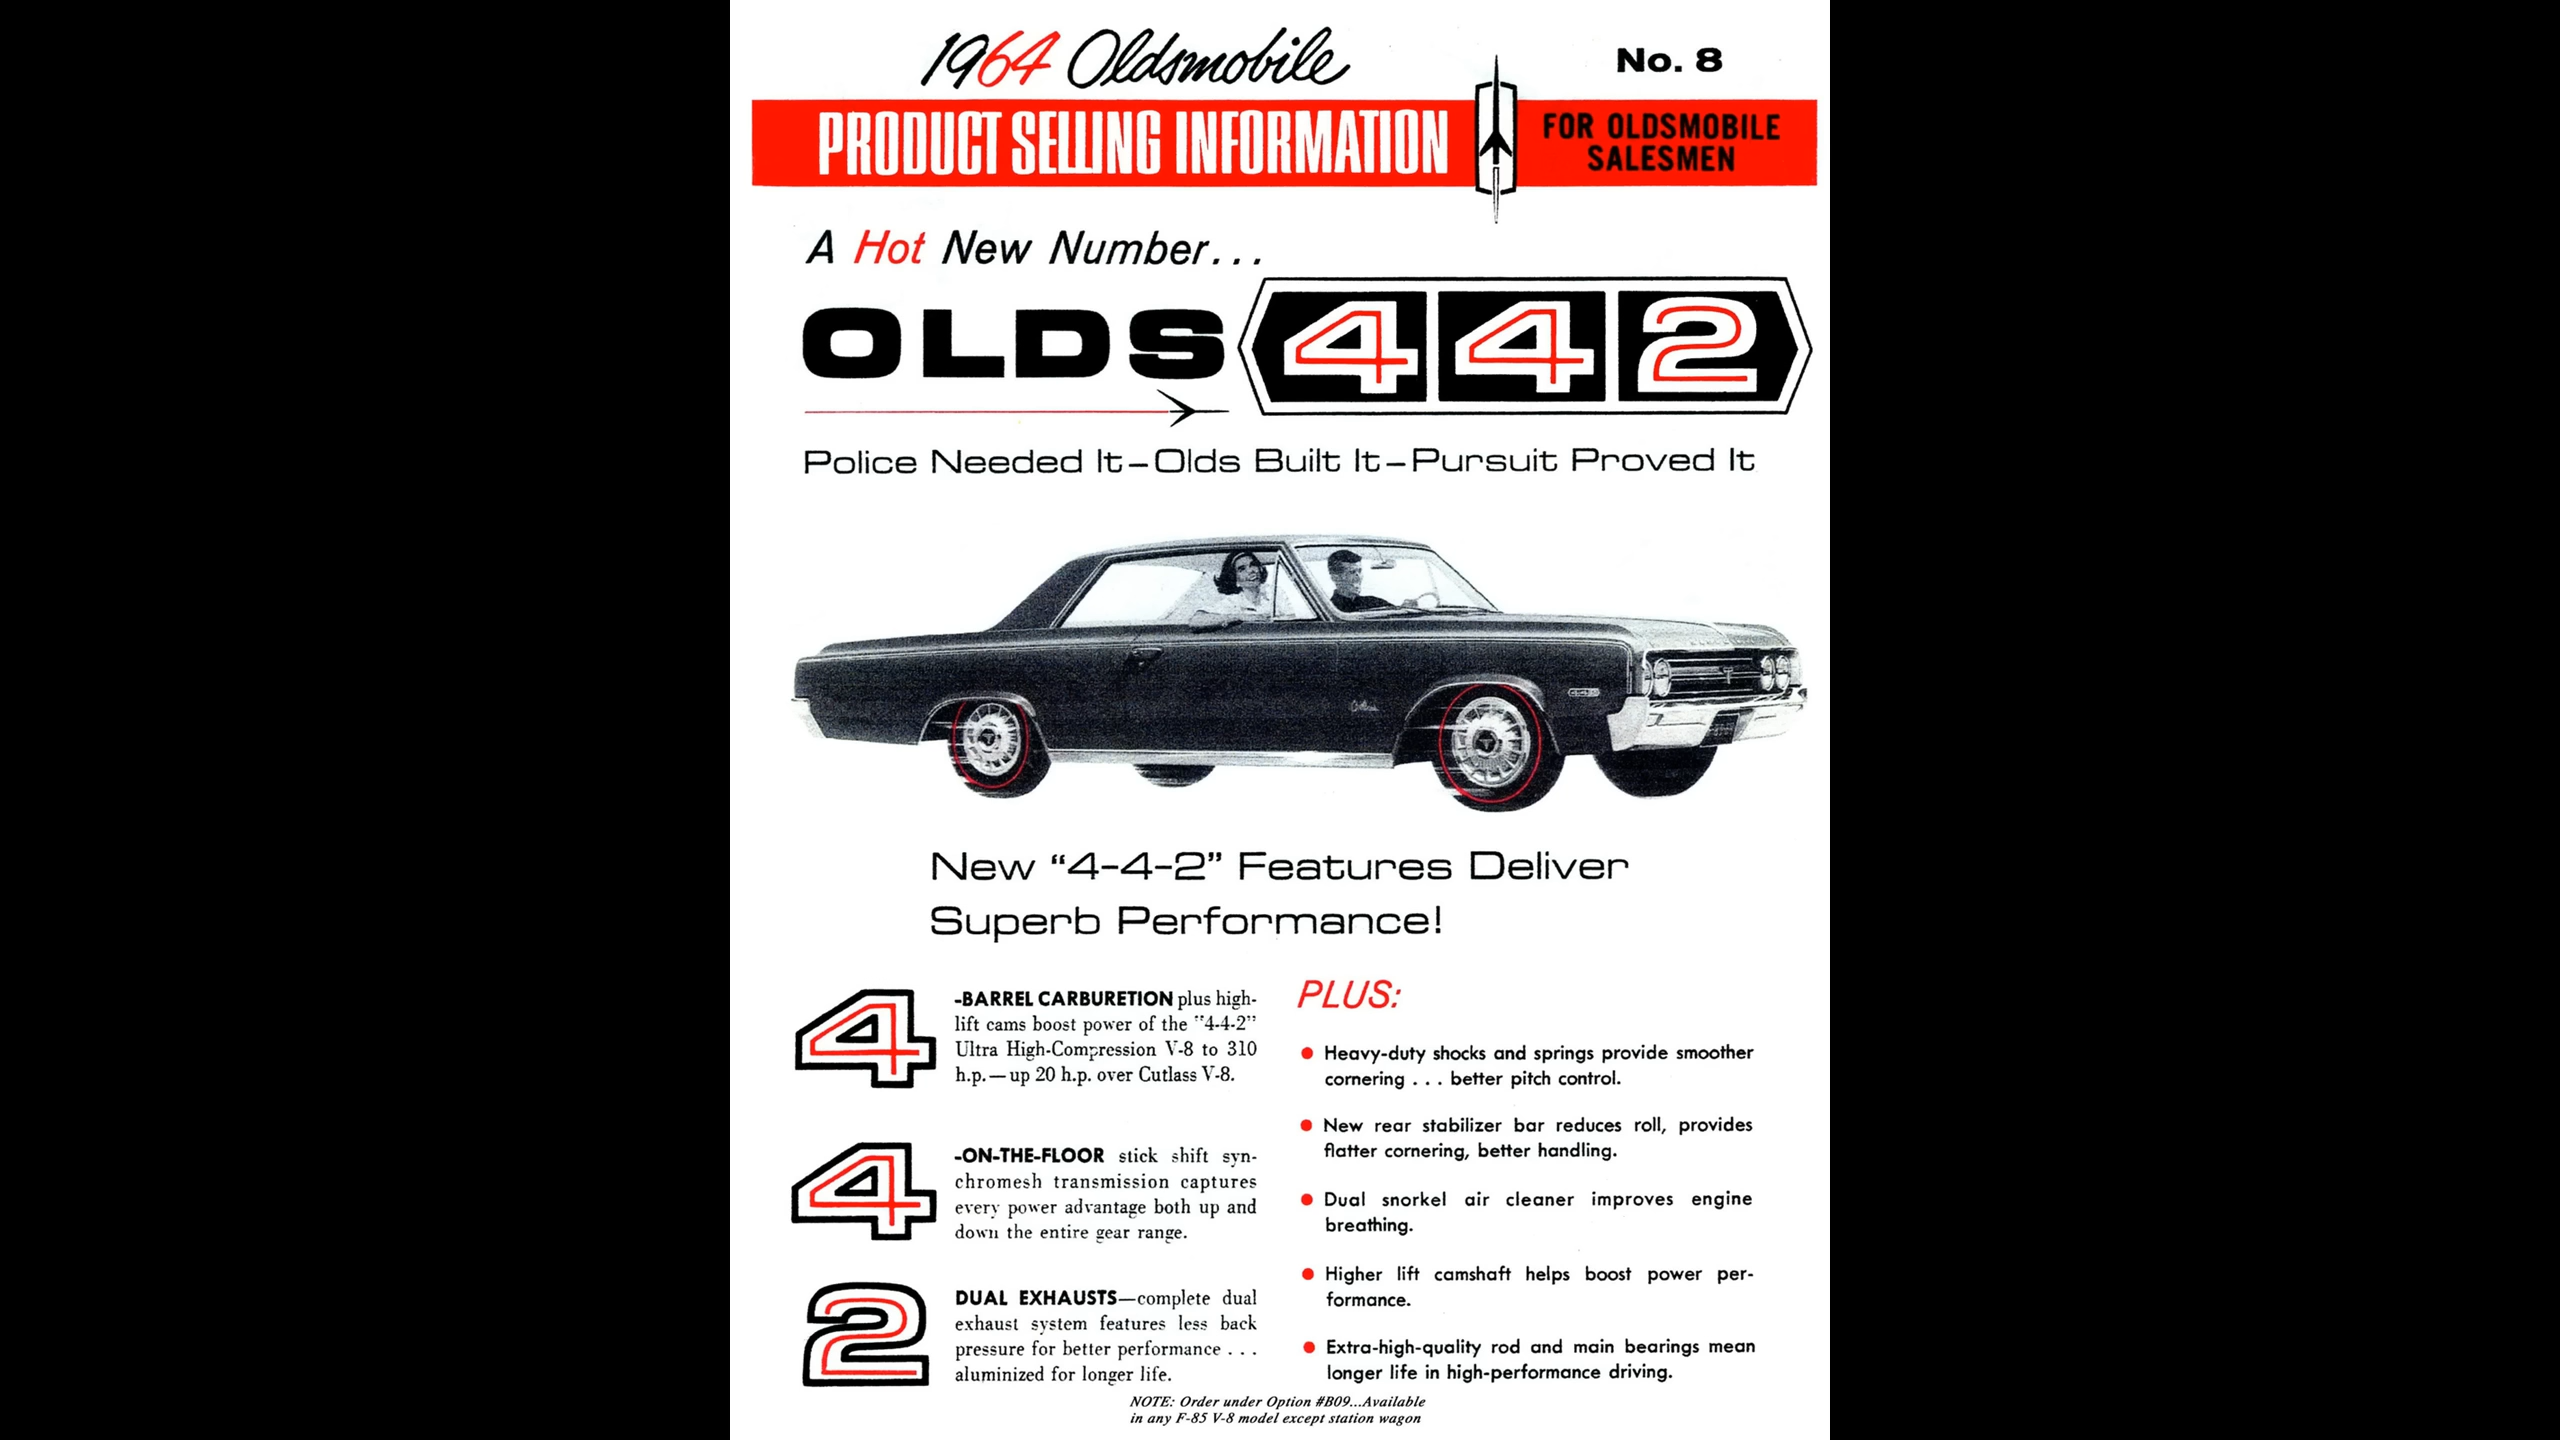 1964 Oldsmobile
No. 8
PRODUCT SELLING INFORMATION
FOR OLDSMOBILE
SALESMEN
A Hot New Number...
OLDS 442
Police Needed It–Olds Built It–Pursuit Proved It
New “4-4-2” Features Deliver
Superb Performance!
4 -BARREL CARBURETION plus high-
lift cams boost power of the "4-4-2"
Ultra High-Compression V-8 to 310
h.p.—up 20 h.p. over Cutlass V-8.
4 -ON-THE-FLOOR stick shift syn-
chromesh transmission captures
every power advantage both up and
down the entire gear range.
2 DUAL EXHAUSTS—complete dual
exhaust system features less back
pressure for better performance . . .
aluminized for longer life.
PLUS:
• Heavy-duty shocks and springs provide smoother
cornering . . . better pitch control.
• New rear stabilizer bar reduces roll, provides
flatter cornering, better handling.
• Dual snorkel air cleaner improves engine
breathing.
• Higher lift camshaft helps boost power per-
formance.
• Extra-high-quality rod and main bearings mean
longer life in high-performance driving.
NOTE: Order under Option #B09...Available
in any F-85 V-8 model except station wagon